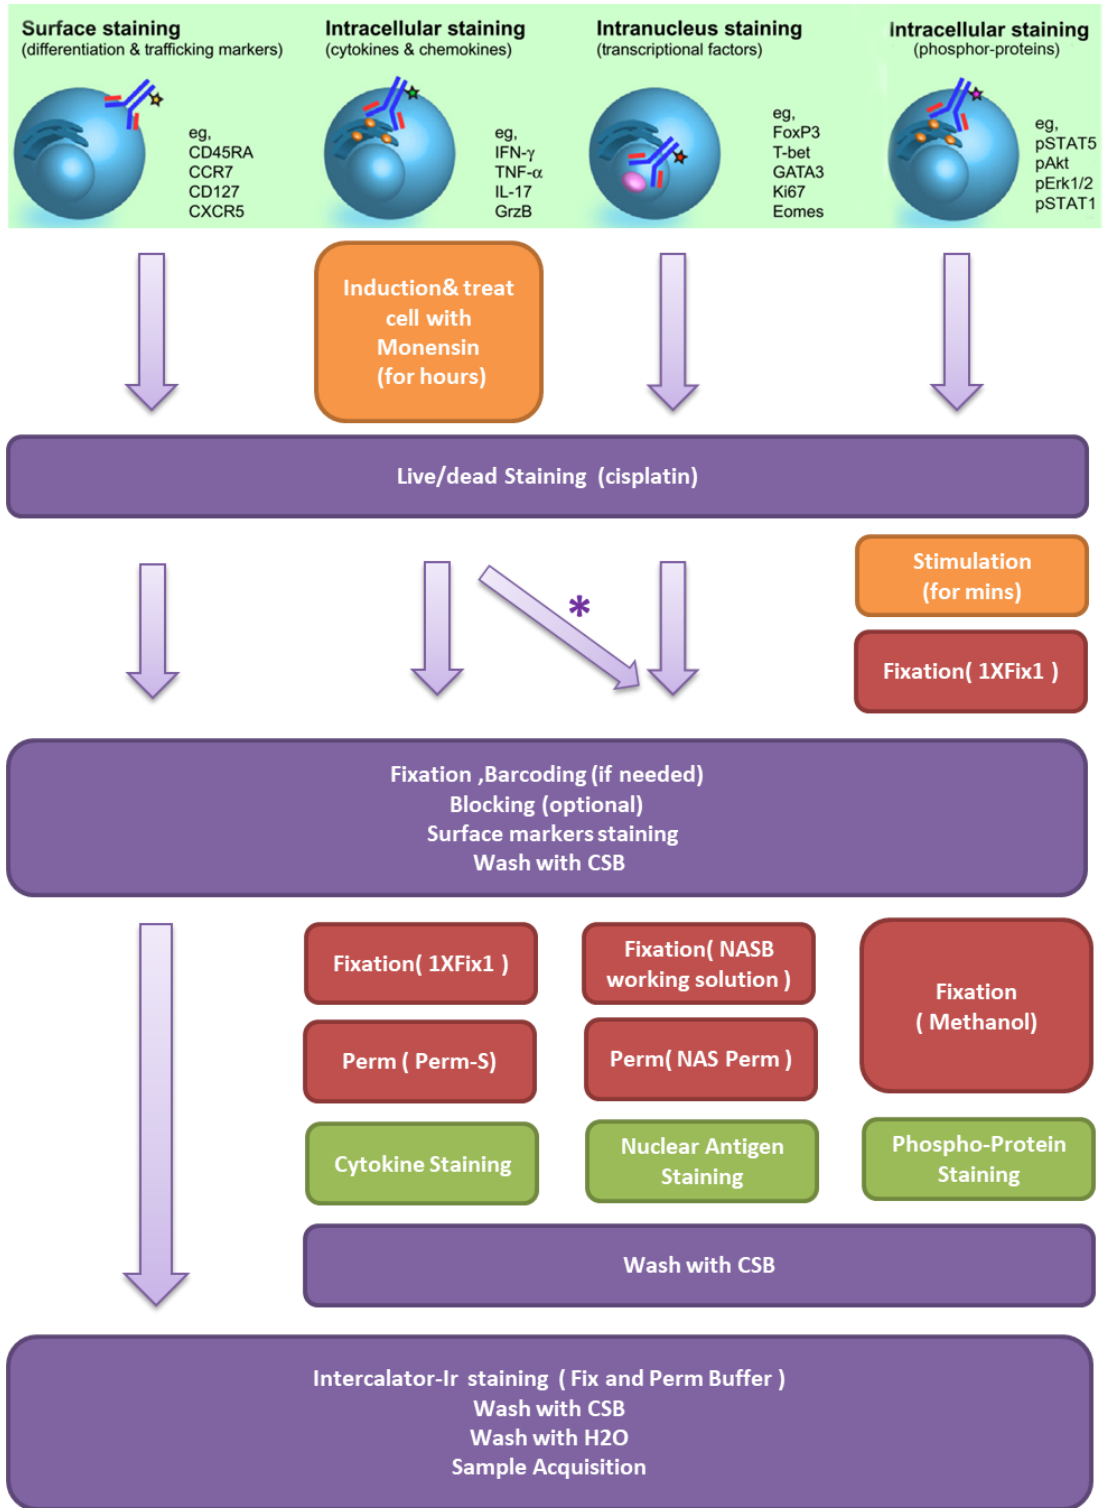 Surface staining
(differentiation & trafficking markers)
eg,
CD45RA
CCR7
CD127
CXCR5
Intracellular staining
(cytokines & chemokines)
eg,
IFN-γ
TNF-α
IL-17
GrzB
Intranucleus staining
(transcriptional factors)
eg,
FoxP3
T-bet
GATA3
Ki67
Eomes
Intracellular staining
(phosphor-proteins)
eg,
pSTAT5
pAkt
pErk1/2
pSTAT1
Induction& treat
cell with
Monensin
(for hours)
Live/dead Staining (cisplatin)
*
Stimulation
(for mins)
Fixation( 1XFix1 )
Fixation ,Barcoding (if needed)
Blocking (optional)
Surface markers staining
Wash with CSB
Fixation( 1XFix1 )
Perm ( Perm-S)
Cytokine Staining
Fixation( NASB
working solution )
Perm( NAS Perm )
Nuclear Antigen
Staining
Fixation
( Methanol)
Phospho-Protein
Staining
Wash with CSB
Intercalator-Ir staining ( Fix and Perm Buffer )
Wash with CSB
Wash with H2O
Sample Acquisition